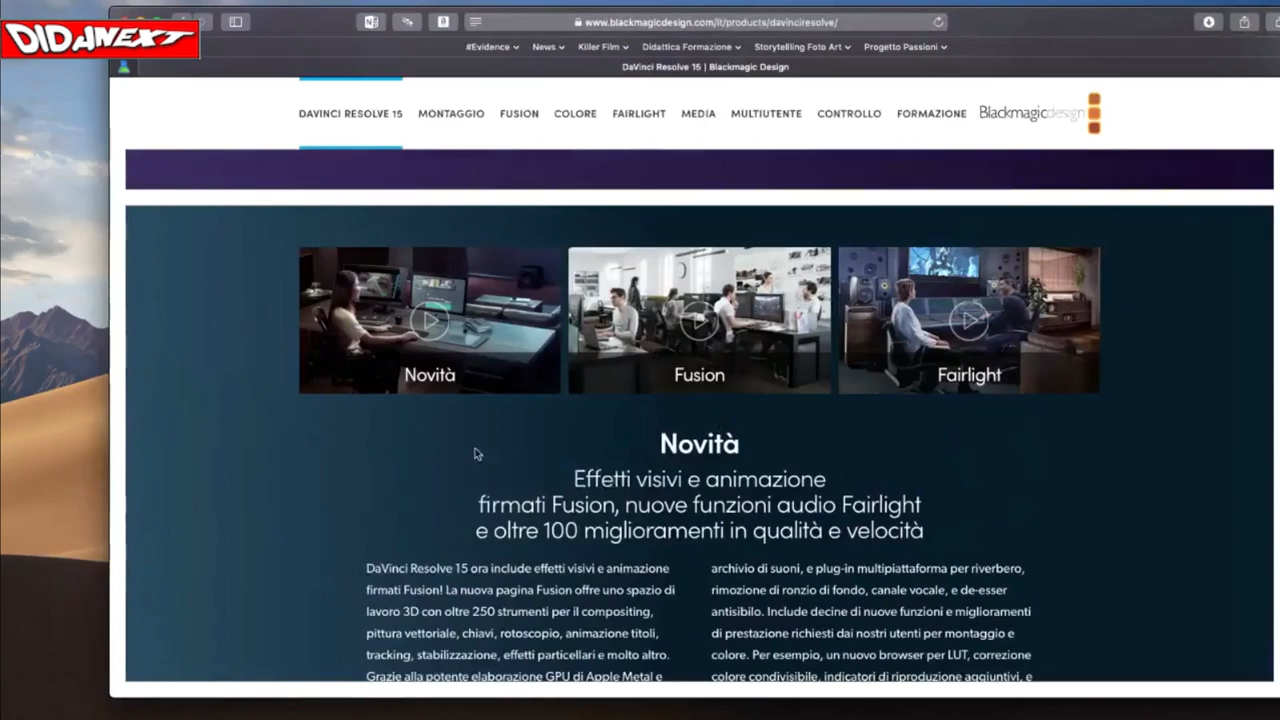 DIDANEXT
www.blackmagicdesign.com/it/products/davinciresolve/
#Evidence News Killer Film Didattica Formazione Storytelling Foto Art Progetto Passioni
DaVinci Resolve 15 | Blackmagic Design
DAVINCI RESOLVE 15 MONTAGGIO FUSION COLORE FAIRLIGHT MEDIA MULTIUTENTE CONTROLLO FORMAZIONE Blackmagicdesign
Novità Fusion Fairlight
Novità
Effetti visivi e animazione
firmati Fusion, nuove funzioni audio Fairlight
e oltre 100 miglioramenti in qualità e velocità
DaVinci Resolve 15 ora include effetti visivi e animazione
firmati Fusion! La nuova pagina Fusion offre uno spazio di
lavoro 3D con oltre 250 strumenti per il compositing,
pittura vettoriale, chiavi, rotoscopio, animazione titoli,
tracking, stabilizzazione, effetti particellari e molto altro.
Grazie alla potente elaborazione GPU di Apple Metal e
archivio di suoni, e plug-in multipiattaforma per riverbero,
rimozione di ronzio di fondo, canale vocale, e de-esser
antisibilo. Include decine di nuove funzioni e miglioramenti
di prestazione richiesti dai nostri utenti per montaggio e
colore. Per esempio, un nuovo browser per LUT, correzione
colore condivisibile, indicatori di riproduzione aggiuntivi, e